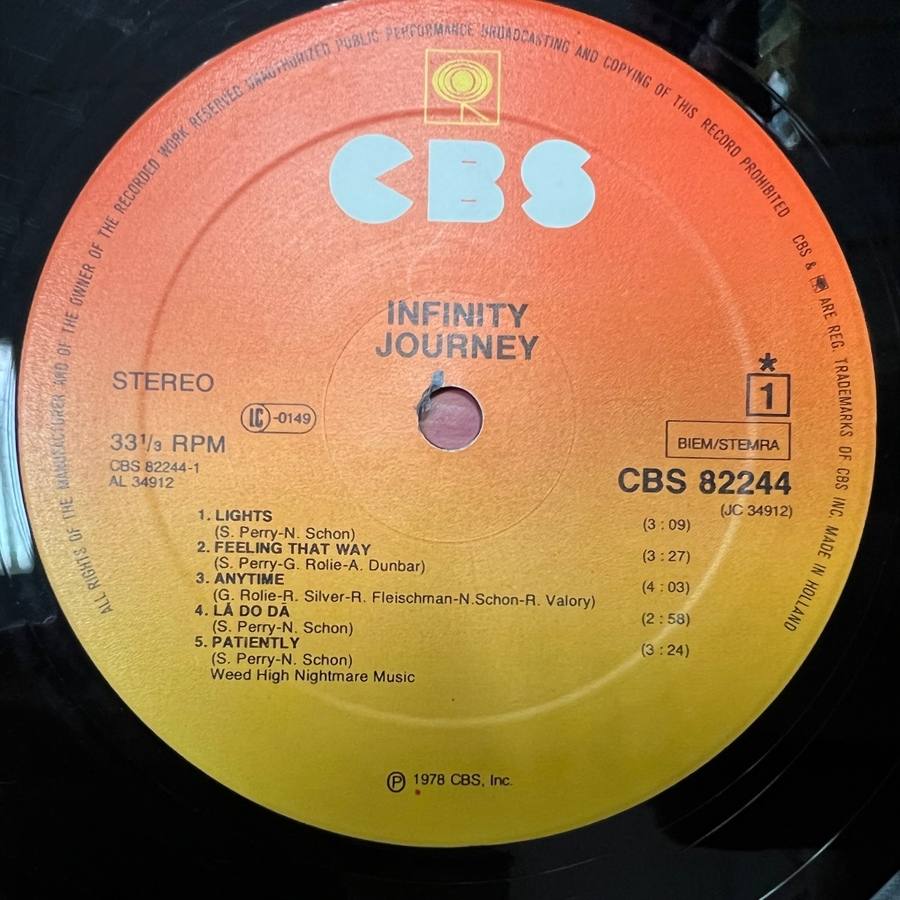 ALL RIGHTS OF THE MANUFACTURER AND OF THE OWNER OF THE RECORDED WORK RESERVED UNAUTHORIZED PUBLIC PERFORMANCE BROADCASTING AND COPYING OF THIS RECORD PROHIBITED
CBS & ARE REG. TRADEMARKS OF CBS INC MADE IN HOLLAND
CBS
INFINITY
JOURNEY
STEREO
LC -0149
33 1/3 RPM
CBS 82244-1
AL 34912
*
1
BIEM/STEMRA
CBS 82244
(JC 34912)
1. LIGHTS (3 : 09)
(S. Perry-N. Schon)
2. FEELING THAT WAY (3 : 27)
(S. Perry-G. Rolie-A. Dunbar)
3. ANYTIME (4 : 03)
(G. Rolie-R. Silver-R. Fleischman-N.Schon-R. Valory)
4. LÃ DO DÃ (2 : 58)
(S. Perry-N. Schon)
5. PATIENTLY (3 : 24)
(S. Perry-N. Schon)
Weed High Nightmare Music
℗ 1978 CBS, Inc.